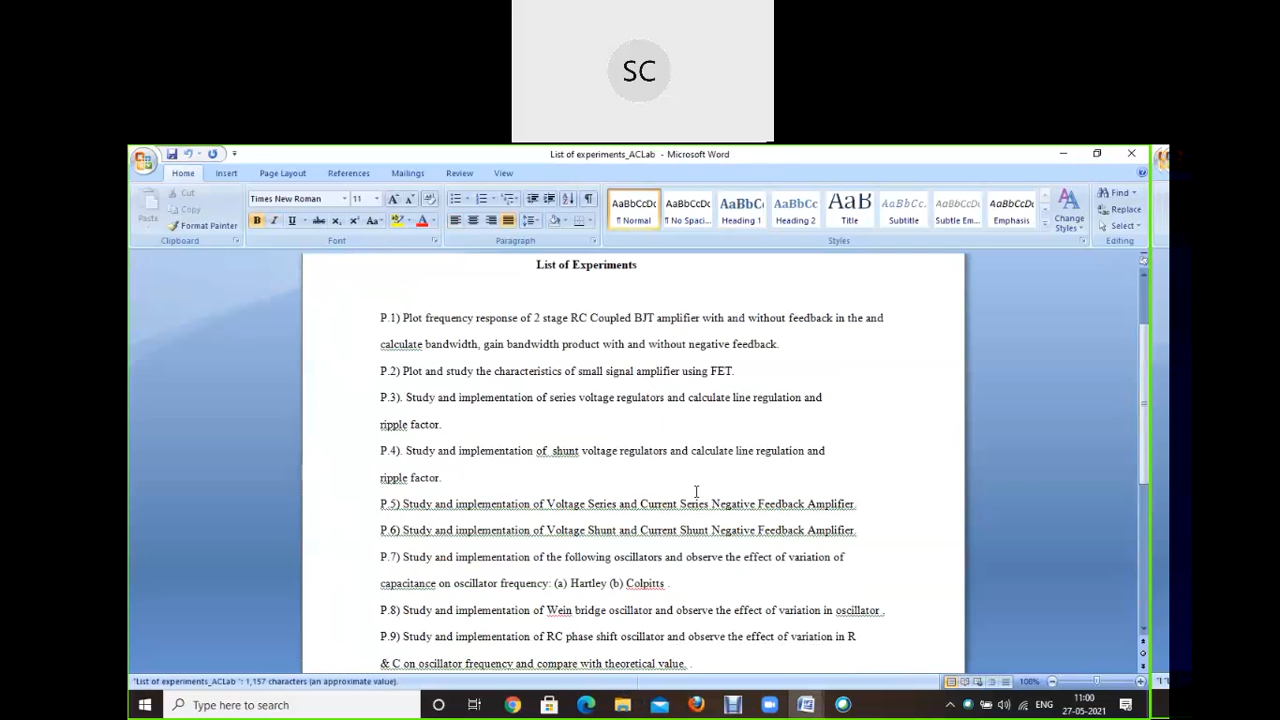 SC
List of experiments_ACLab - Microsoft Word
Home Insert Page Layout References Mailings Review View
Paste
Cut
Copy
Format Painter
Clipboard
Times New Roman 11
Font
Paragraph
AaBbCcDc AaBbCcDc AaBbC AaBbCc AaB AaBbCc. AaBbCcDc AaBbCcDc
¶ Normal ¶ No Spaci... Heading 1 Heading 2 Title Subtitle Subtle Em... Emphasis
Change Styles
Styles
Find
Replace
Select
Editing
List of Experiments
P.1) Plot frequency response of 2 stage RC Coupled BJT amplifier with and without feedback in the and
calculate bandwidth, gain bandwidth product with and without negative feedback.
P.2) Plot and study the characteristics of small signal amplifier using FET.
P.3). Study and implementation of series voltage regulators and calculate line regulation and
ripple factor.
P.4). Study and implementation of shunt voltage regulators and calculate line regulation and
ripple factor.
P.5) Study and implementation of Voltage Series and Current Series Negative Feedback Amplifier.
P.6) Study and implementation of Voltage Shunt and Current Shunt Negative Feedback Amplifier.
P.7) Study and implementation of the following oscillators and observe the effect of variation of
capacitance on oscillator frequency: (a) Hartley (b) Colpitts .
P.8) Study and implementation of Wein bridge oscillator and observe the effect of variation in oscillator .
P.9) Study and implementation of RC phase shift oscillator and observe the effect of variation in R
& C on oscillator frequency and compare with theoretical value. .
"List of experiments_ACLab ": 1,157 characters (an approximate value).
100%
Type here to search
ENG
11:00
27-05-2021